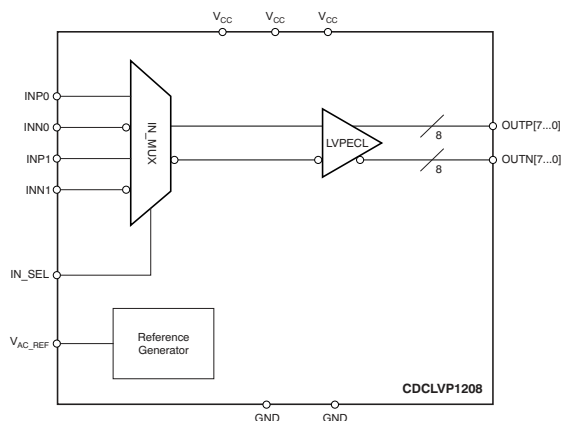 VCC VCC VCC
INP0
INN0
INP1
INN1
IN_MUX
LVPECL
8
OUTP[7...0]
8
OUTN[7...0]
IN_SEL
VAC_REF
Reference
Generator
CDCLVP1208
GND GND